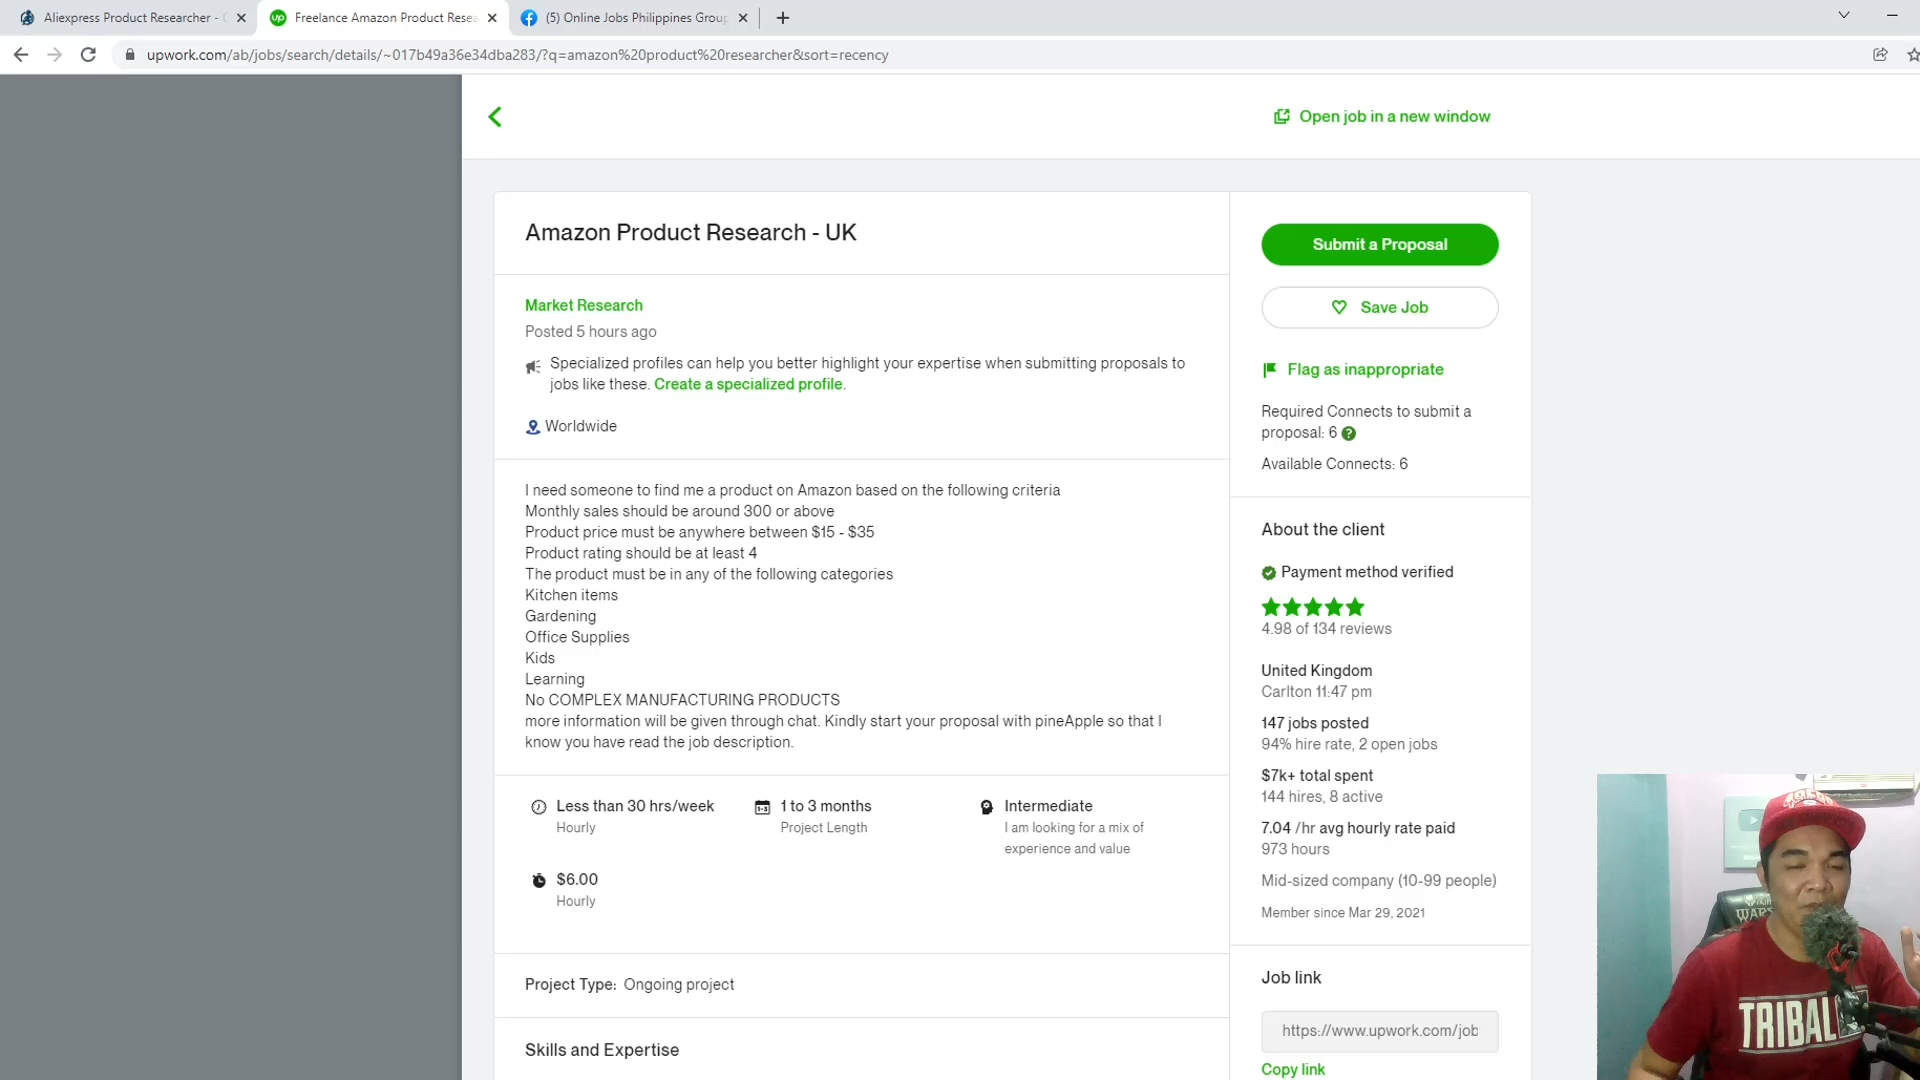 Aliexpress Product Researcher -
Freelance Amazon Product Resea
(5) Online Jobs Philippines Group
upwork.com/ab/jobs/search/details/~017b49a36e34dba283/?q=amazon%20product%20researcher&sort=recency
Open job in a new window
Amazon Product Research - UK
Market Research
Posted 5 hours ago
Specialized profiles can help you better highlight your expertise when submitting proposals to
jobs like these. Create a specialized profile.
Worldwide
I need someone to find me a product on Amazon based on the following criteria
Monthly sales should be around 300 or above
Product price must be anywhere between $15 - $35
Product rating should be at least 4
The product must be in any of the following categories
Kitchen items
Gardening
Office Supplies
Kids
Learning
No COMPLEX MANUFACTURING PRODUCTS
more information will be given through chat. Kindly start your proposal with pineApple so that I
know you have read the job description.
Less than 30 hrs/week
Hourly
1 to 3 months
Project Length
Intermediate
I am looking for a mix of
experience and value
$6.00
Hourly
Project Type: Ongoing project
Skills and Expertise
Submit a Proposal
Save Job
Flag as inappropriate
Required Connects to submit a
proposal: 6
Available Connects: 6
About the client
Payment method verified
4.98 of 134 reviews
United Kingdom
Carlton 11:47 pm
147 jobs posted
94% hire rate, 2 open jobs
$7k+ total spent
144 hires, 8 active
7.04 /hr avg hourly rate paid
973 hours
Mid-sized company (10-99 people)
Member since Mar 29, 2021
Job link
https://www.upwork.com/job
Copy link
TRIBAL